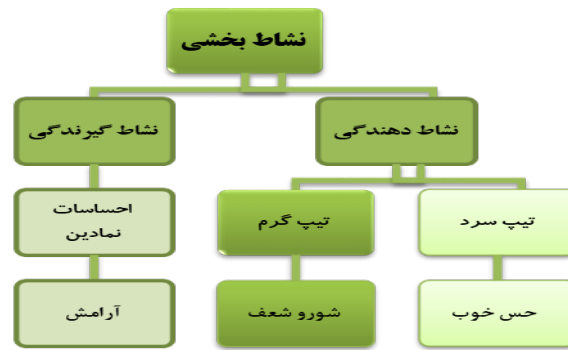 نشاط بخشی
نشاط دهندگی
نشاط گیرندگی
تیپ سرد
تیپ گرم
احساسات
نمادین
حس خوب
شورو شعف
آرامش